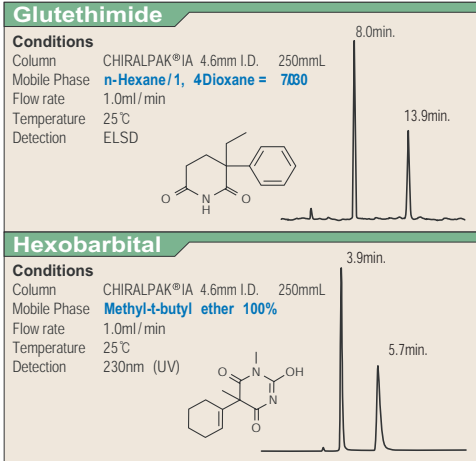 Glutethimide
Conditions
Column CHIRALPAK®IA 4.6mm I.D. 250mmL
Mobile Phase n-Hexane/1, 4Dioxane = 7030
Flow rate 1.0ml/min
Temperature 25℃
Detection ELSD
8.0min.
13.9min.
O N H O
Hexobarbital
Conditions
Column CHIRALPAK®IA 4.6mm I.D. 250mmL
Mobile Phase Methyl-t-butyl ether 100%
Flow rate 1.0ml/min
Temperature 25℃
Detection 230nm (UV)
3.9min.
5.7min.
O N OH
N
O